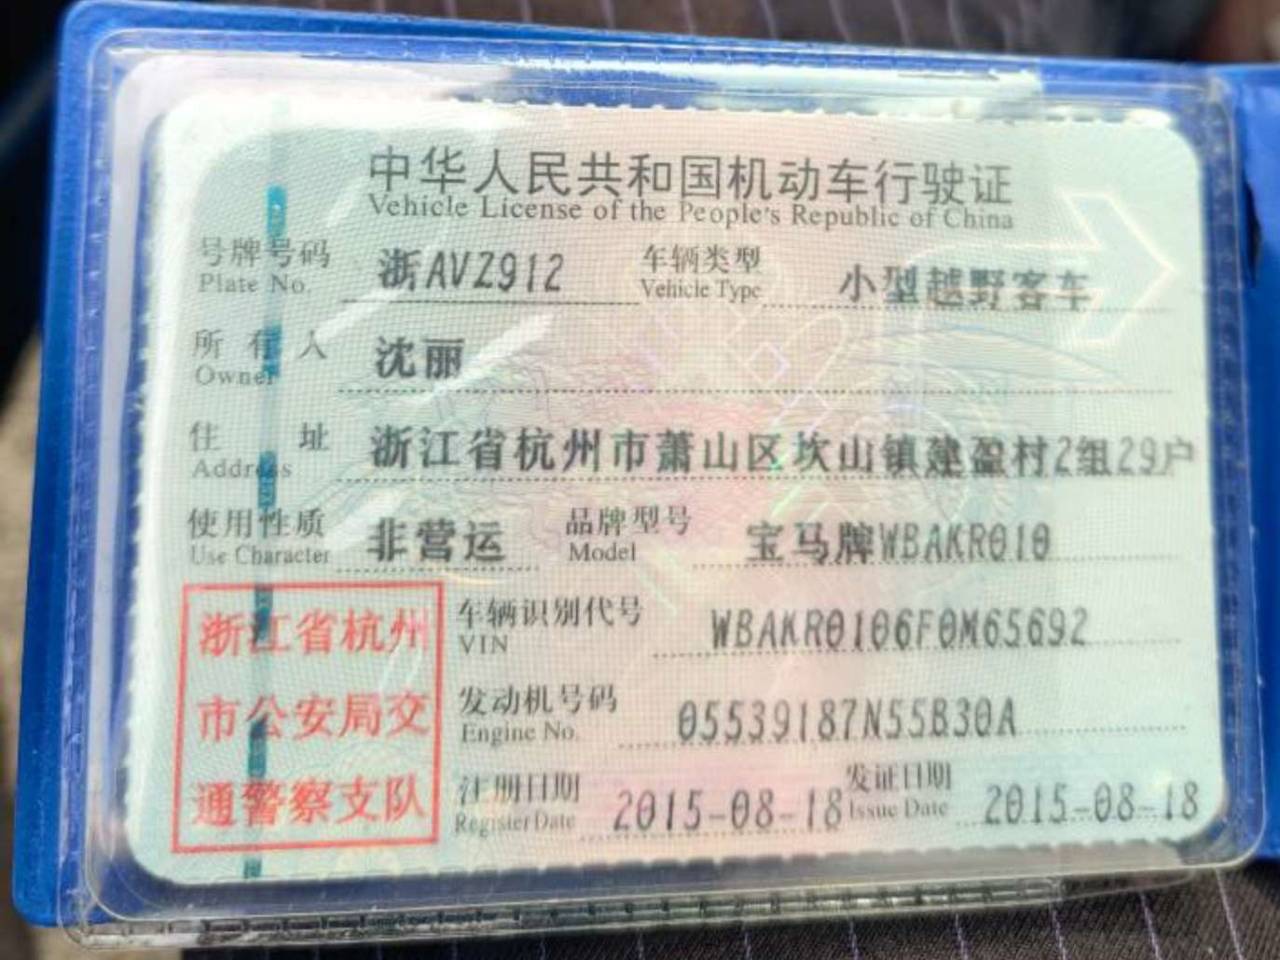 中华人民共和国机动车行驶证
Vehicle License of the People's Republic of China
号牌号码 浙AVZ912 车辆类型 小型越野客车
Plate No. Vehicle Type
所有人 沈丽
Owner
住址 浙江省杭州市萧山区坎山镇建盈村2组29户
Address
使用性质 非营运 品牌型号 宝马牌WBAKR010
Use Character Model
浙江省杭州
市公安局交
通警察支队
车辆识别代号 WBAKR0106F0M65692
VIN
发动机号码 05539187N55B30A
Engine No.
注册日期 2015-08-18 发证日期 2015-08-18
Register Date Issue Date